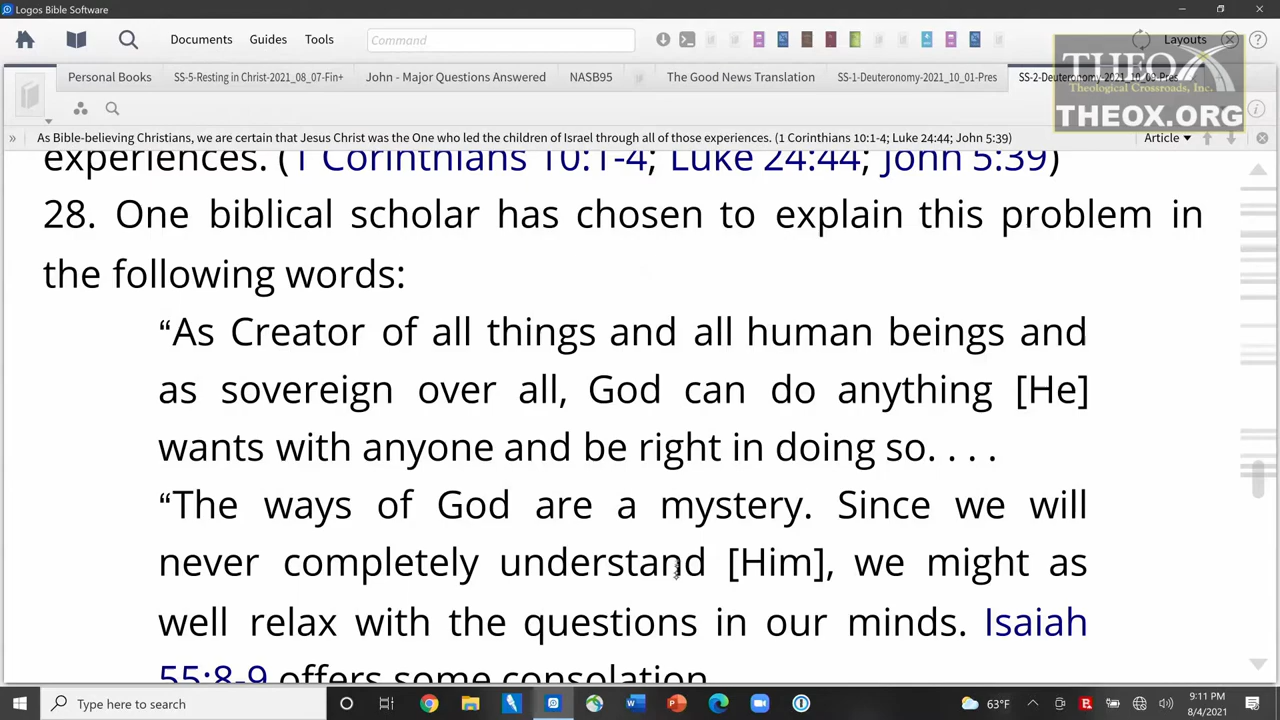 Logos Bible Software
Documents Guides Tools Command Layouts
THEOX
Theological Crossroads, Inc.
THEOX.ORG
Personal Books SS-5-Resting in Christ-2021_08_07-Fin+ John - Major Questions Answered NASB95 The Good News Translation SS-1-Deuteronomy-2021_10_01-Pres
As Bible-believing Christians, we are certain that Jesus Christ was the One who led the children of Israel through all of those experiences. (1 Corinthians 10:1-4; Luke 24:44; John 5:39) Article
experiences. (1 Corinthians 10:1-4; Luke 24:44; John 5:39)
28. One biblical scholar has chosen to explain this problem in
the following words:
“As Creator of all things and all human beings and
as sovereign over all, God can do anything [He]
wants with anyone and be right in doing so. . . .
“The ways of God are a mystery. Since we will
never completely understand [Him], we might as
well relax with the questions in our minds. Isaiah
55:8-9 offers some consolation.
Type here to search
63°F
9:11 PM
8/4/2021